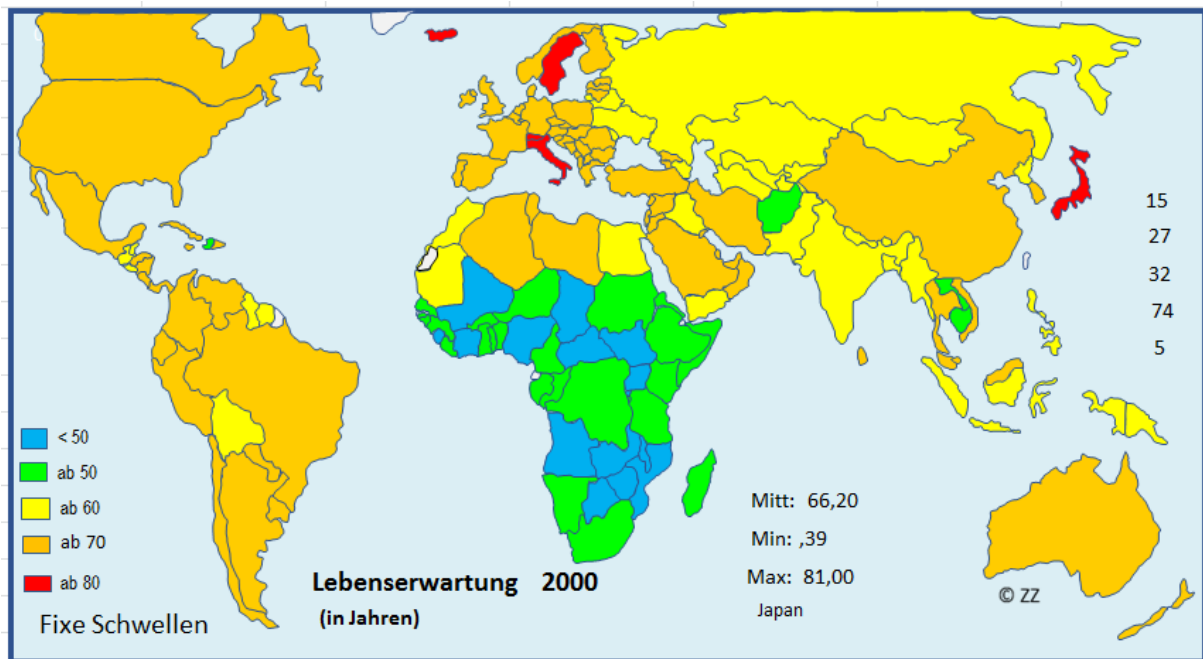 15
27
32
74
5
< 50
ab 50
ab 60
ab 70
ab 80
Fixe Schwellen
Lebenserwartung 2000
(in Jahren)
Mitt: 66,20
Min: ,39
Max: 81,00
Japan
© ZZ